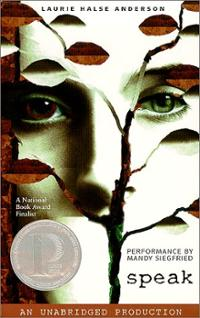 LAURIE HALSE ANDERSON
A National
Book Award
Finalist
PERFORMANCE BY
MANDY SIEGFRIED
speak
AN UNABRIDGED PRODUCTION